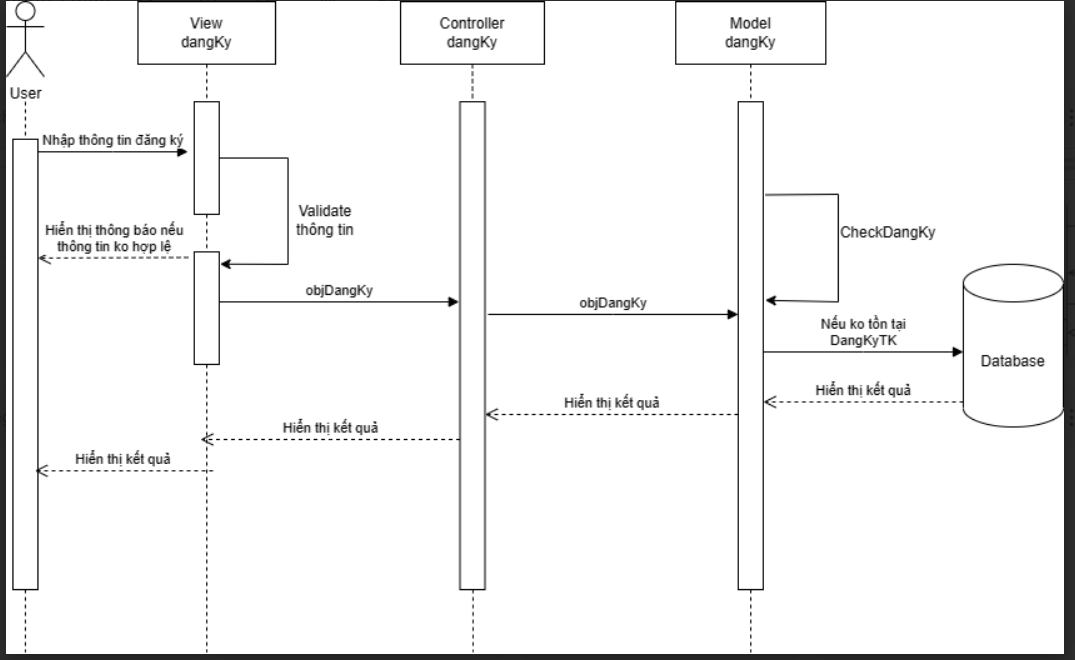 View
dangKy
Controller
dangKy
Model
dangKy
User
Nhập thông tin đăng ký
Validate
thông tin
Hiển thị thông báo nếu
thông tin ko hợp lệ
CheckDangKy
objDangKy
objDangKy
Nếu ko tồn tại
DangKyTK
Database
Hiển thị kết quả
Hiển thị kết quả
Hiển thị kết quả
Hiển thị kết quả